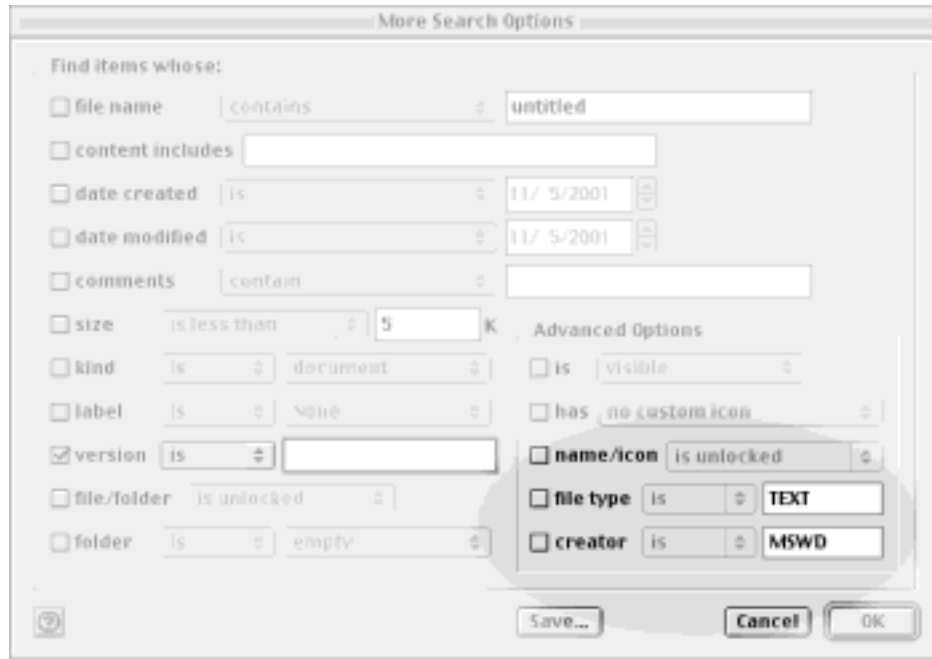 More Search Options
Find items whose:
file name contains untitled
content includes
date created is 11/ 5/2001
date modified is 11/ 5/2001
comments contain
size is less than 5 K
kind is document
label is None
version is
file/folder is unlocked
folder is empty
Advanced Options
is visible
has no custom icon
name/icon is unlocked
file type is TEXT
creator is MSWD
? Save... Cancel OK